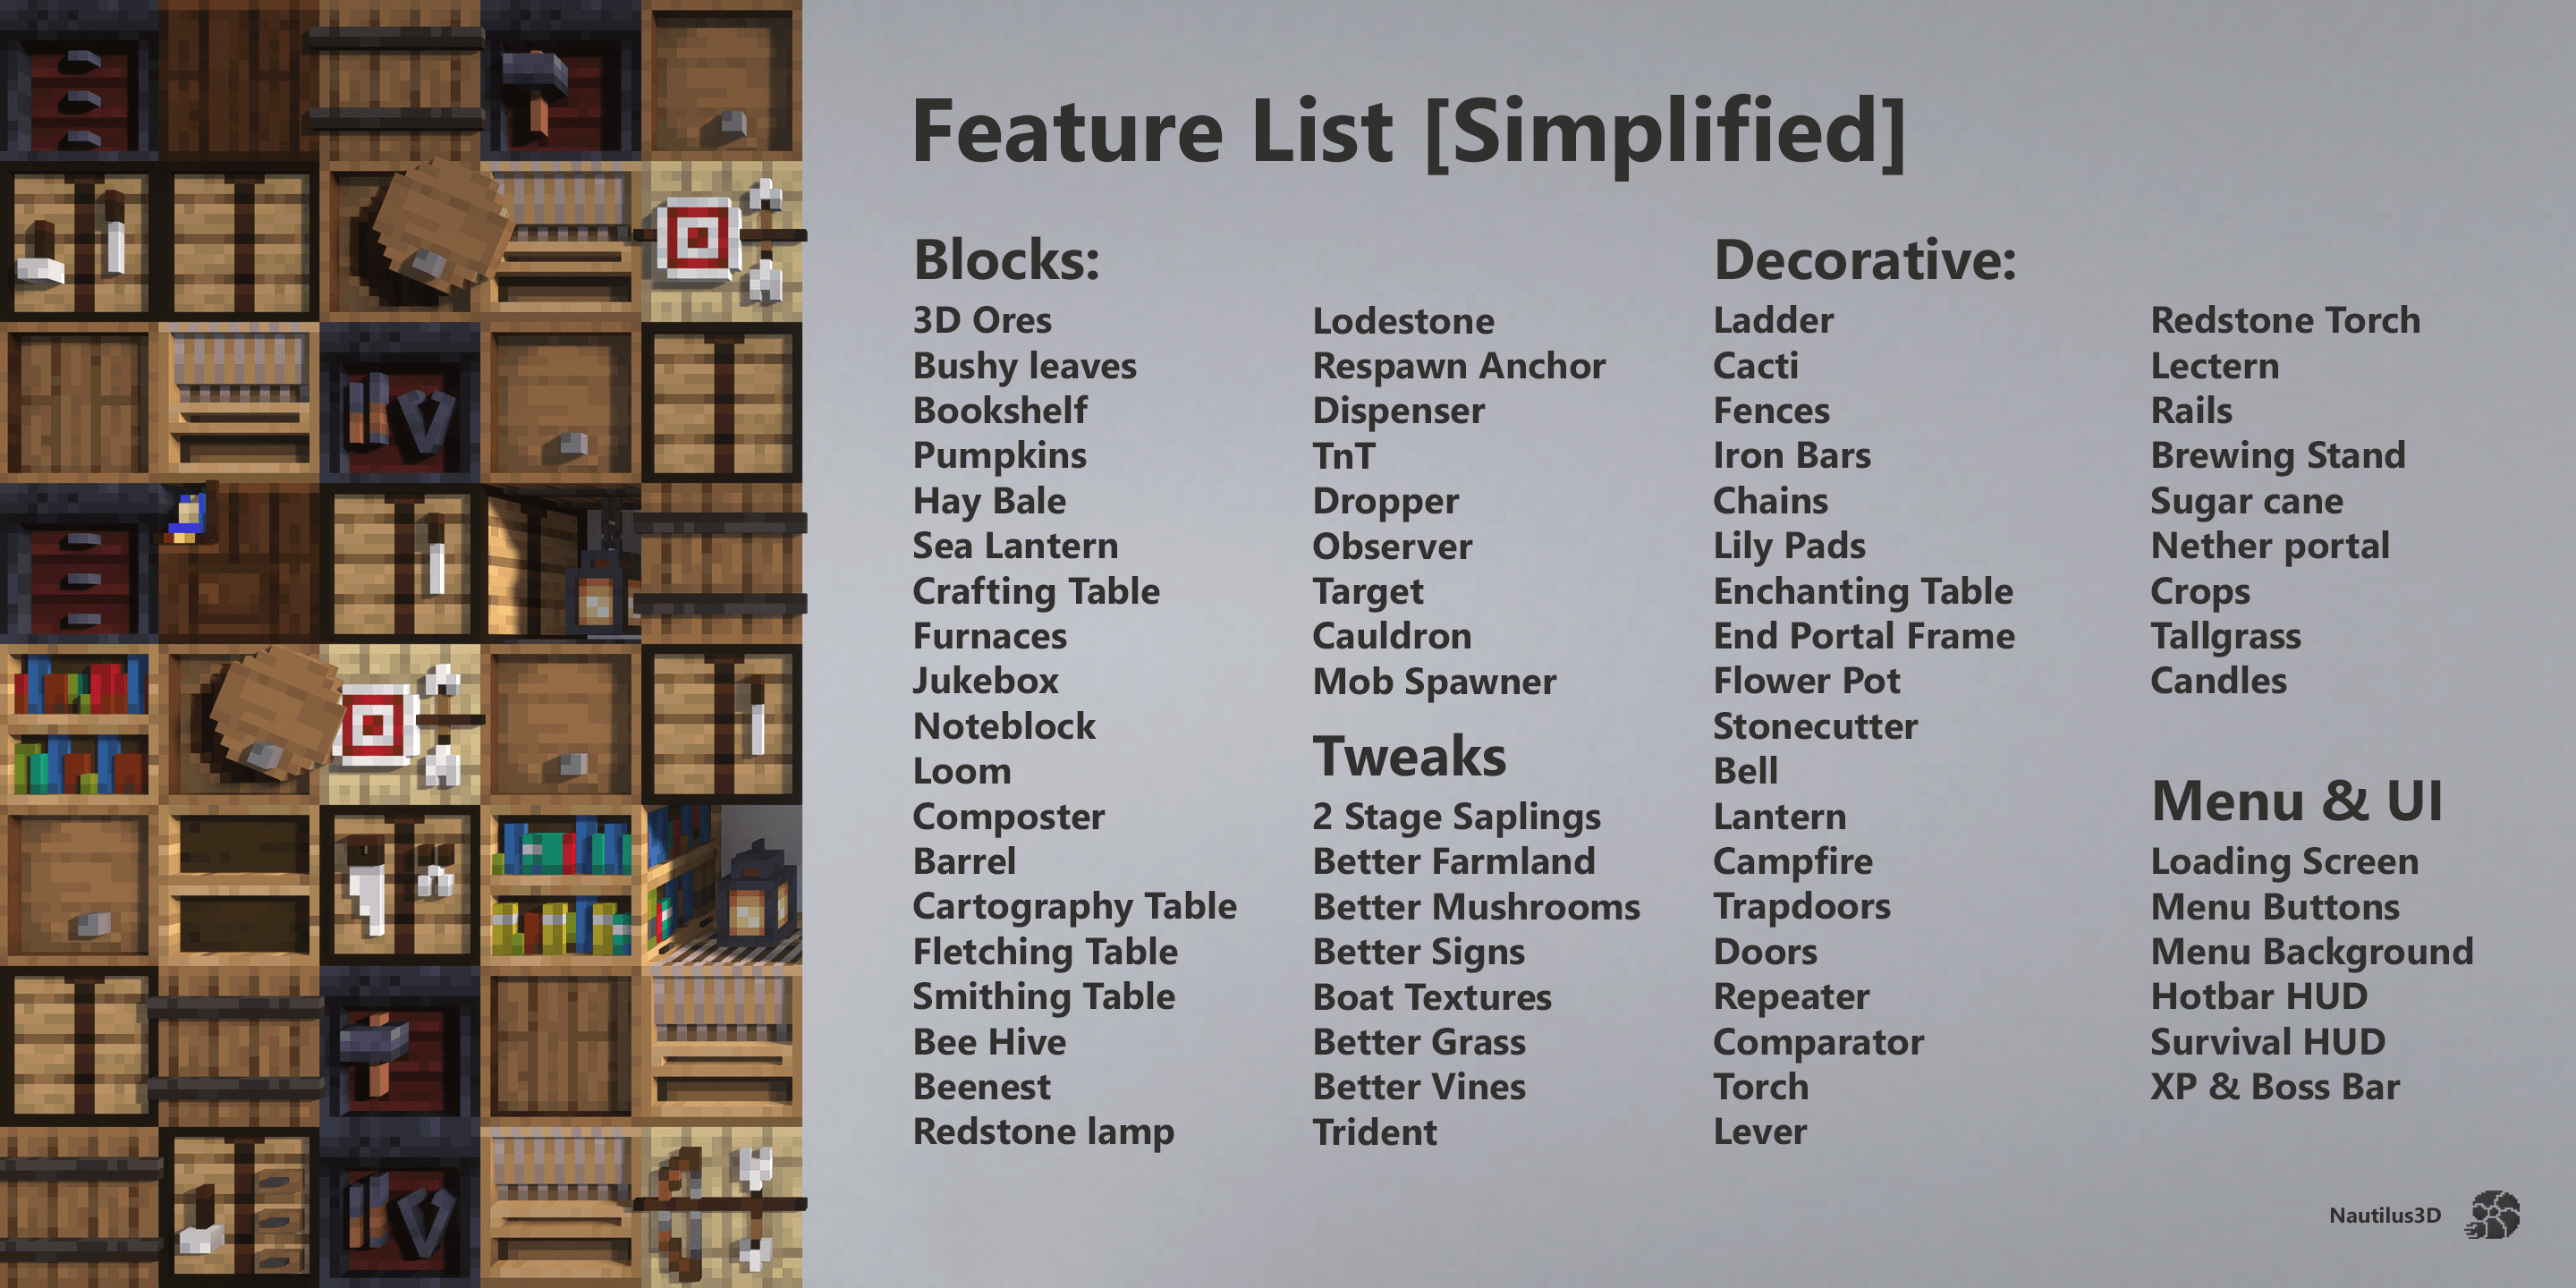 Feature List [Simplified]
Blocks:
3D Ores
Bushy leaves
Bookshelf
Pumpkins
Hay Bale
Sea Lantern
Crafting Table
Furnaces
Jukebox
Noteblock
Loom
Composter
Barrel
Cartography Table
Fletching Table
Smithing Table
Bee Hive
Beenest
Redstone lamp
Lodestone
Respawn Anchor
Dispenser
TnT
Dropper
Observer
Target
Cauldron
Mob Spawner
Tweaks
2 Stage Saplings
Better Farmland
Better Mushrooms
Better Signs
Boat Textures
Better Grass
Better Vines
Trident
Decorative:
Ladder
Cacti
Fences
Iron Bars
Chains
Lily Pads
Enchanting Table
End Portal Frame
Flower Pot
Stonecutter
Bell
Lantern
Campfire
Trapdoors
Doors
Repeater
Comparator
Torch
Lever
Redstone Torch
Lectern
Rails
Brewing Stand
Sugar cane
Nether portal
Crops
Tallgrass
Candles
Menu & UI
Loading Screen
Menu Buttons
Menu Background
Hotbar HUD
Survival HUD
XP & Boss Bar
Nautilus3D